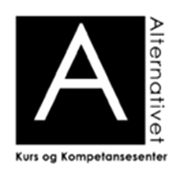 A
Alternativet
Kurs og Kompetansesenter